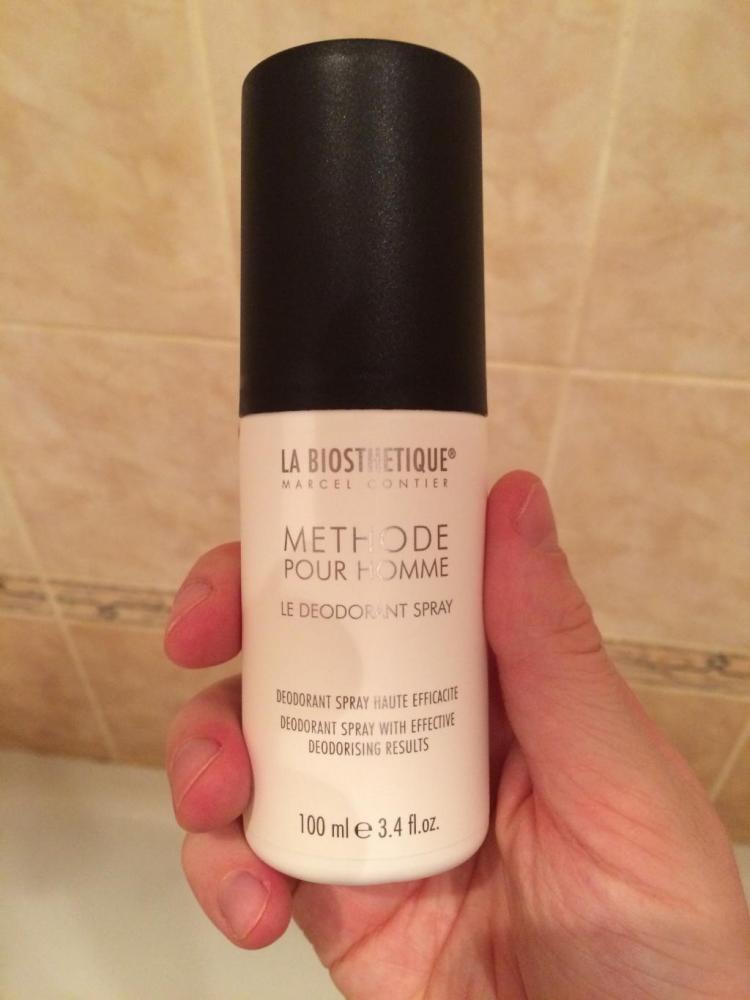 LA BIOSTHETIQUE®
MARCEL CONTIER
METHODE
POUR HOMME
LE DEODORANT SPRAY
DEODORANT SPRAY HAUTE EFFICACITE
DEODORANT SPRAY WITH EFFECTIVE
DEODORISING RESULTS
100 ml e 3.4 fl.oz.